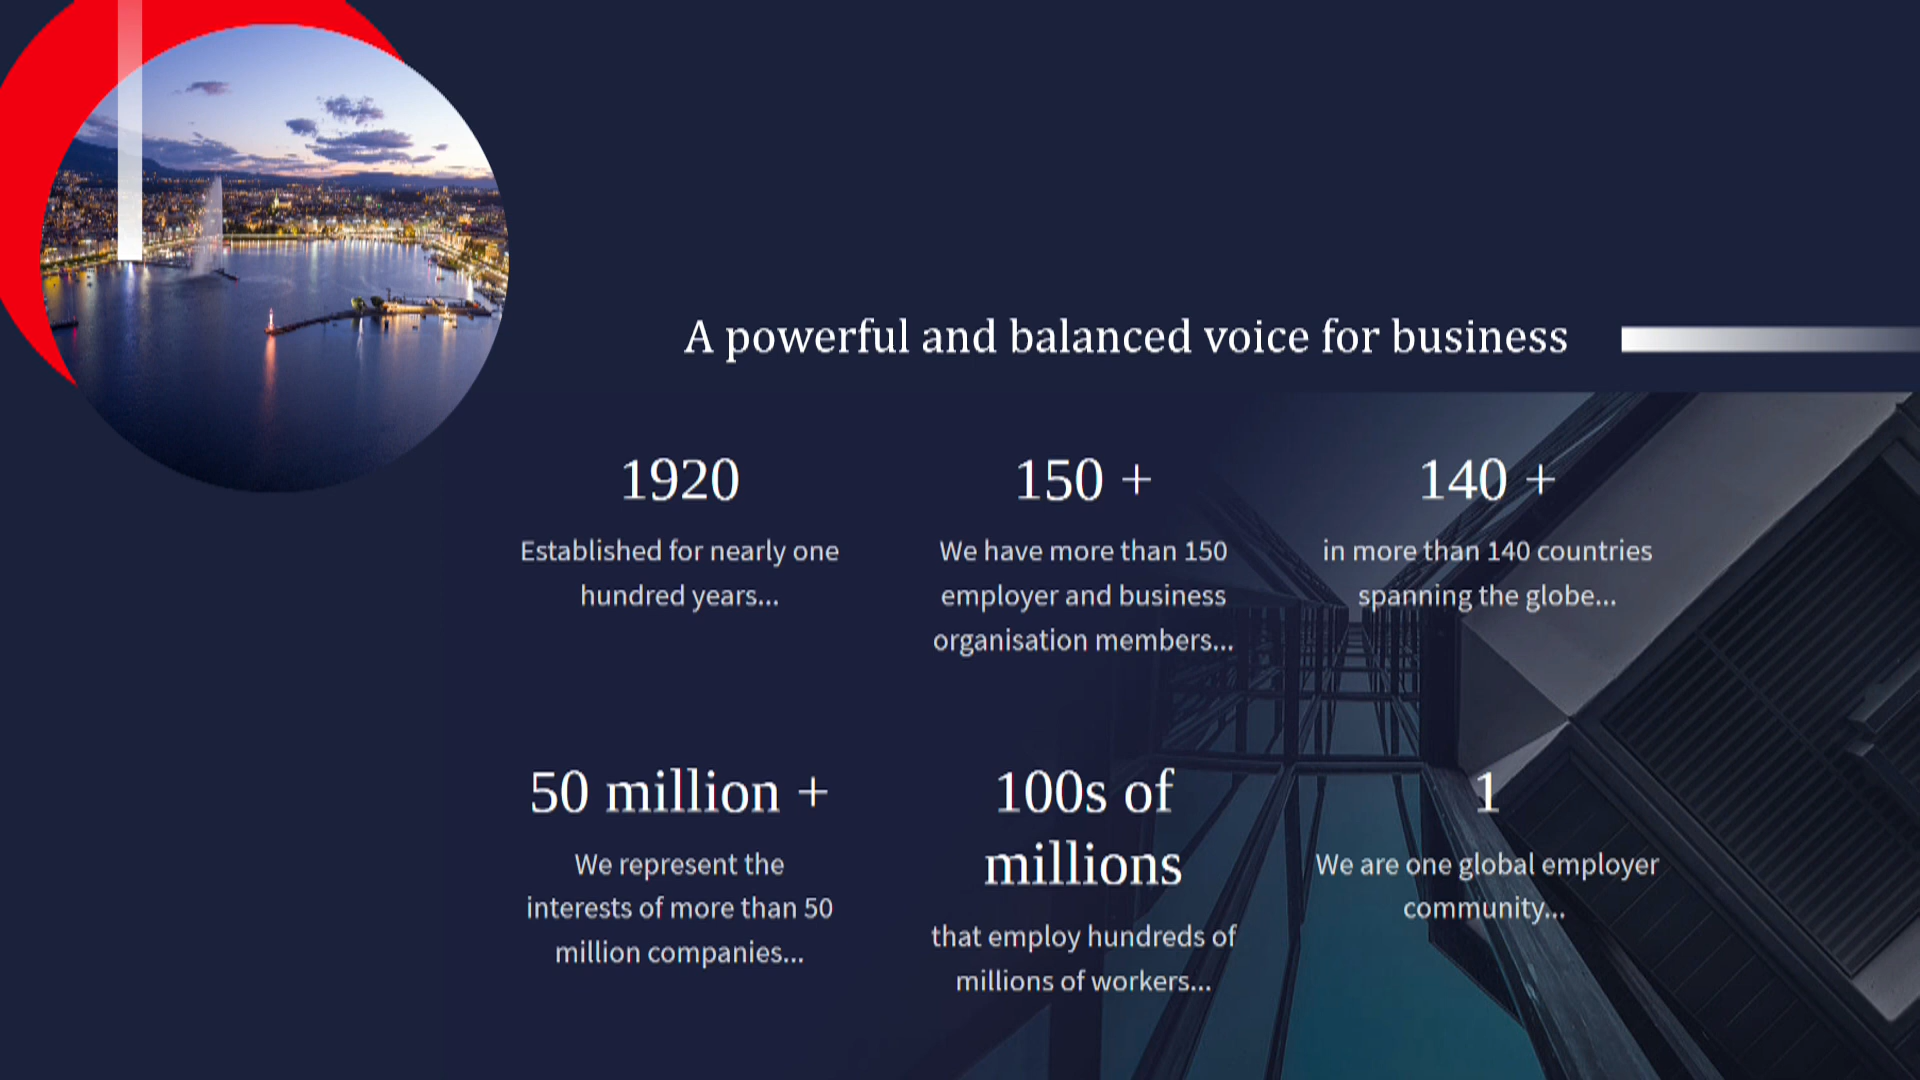 A powerful and balanced voice for business
1920
Established for nearly one
hundred years...
150 +
We have more than 150
employer and business
organisation members...
140 +
in more than 140 countries
spanning the globe...
50 million +
We represent the
interests of more than 50
million companies...
100s of
millions
that employ hundreds of
millions of workers...
1
We are one global employer
community...